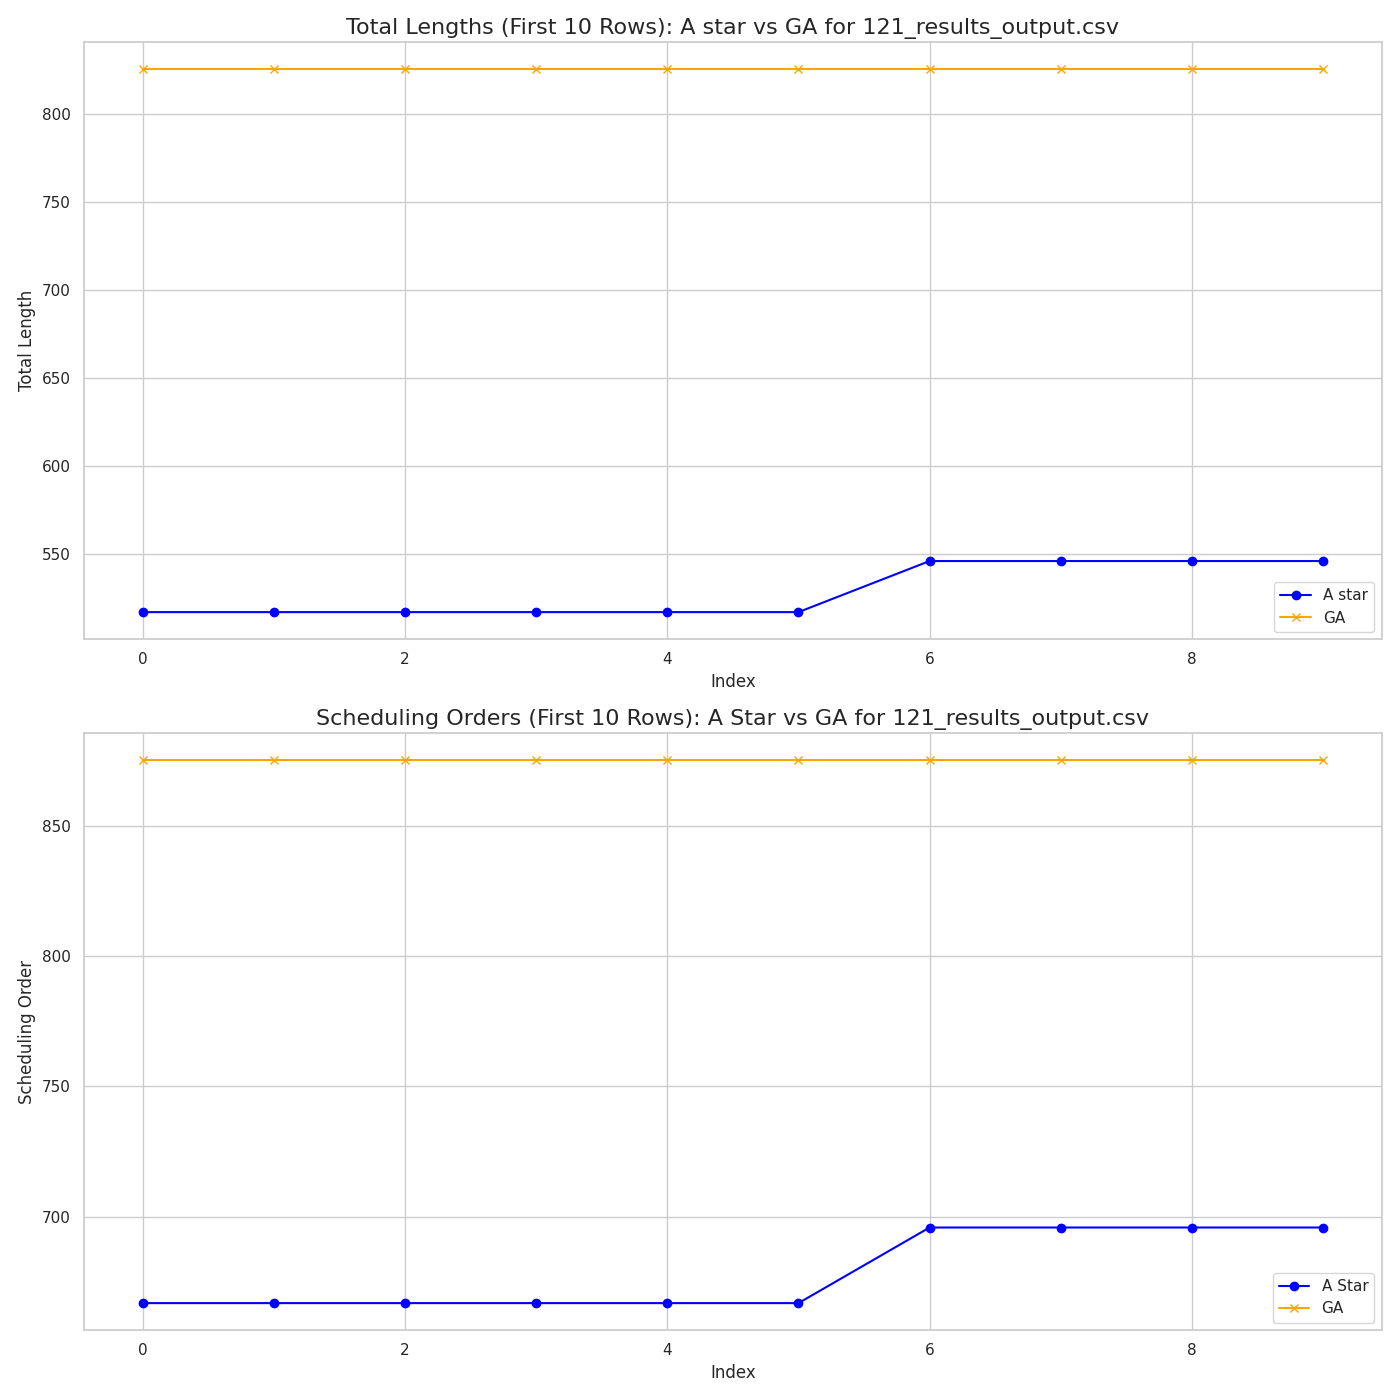 Total Lengths (First 10 Rows): A star vs GA for 121_results_output.csv
800
750
700
650
600
550
Total Length
A star
GA
0 2 4 6 8
Index
Scheduling Orders (First 10 Rows): A Star vs GA for 121_results_output.csv
850
800
750
700
Scheduling Order
A Star
GA
0 2 4 6 8
Index